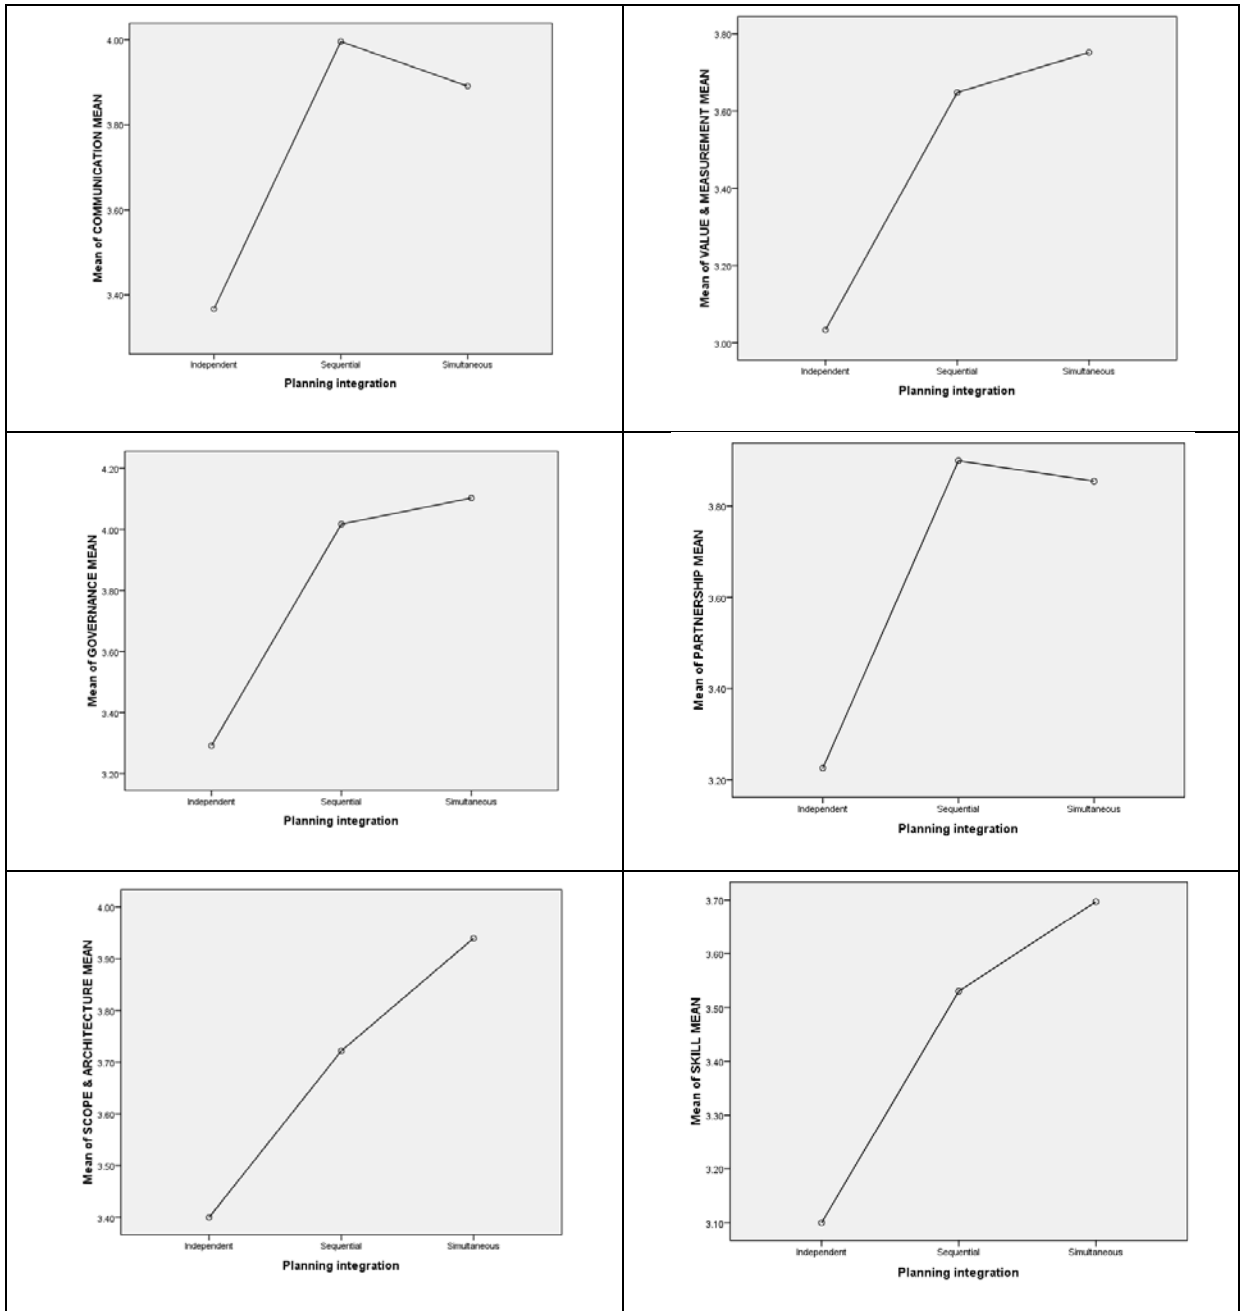 Mean of COMMUNICATION MEAN
4.00
3.80
3.60
3.40
Independent
Sequential
Simultaneous
Planning integration
Mean of VALUE & MEASUREMENT MEAN
3.80
3.60
3.40
3.20
3.00
Independent
Sequential
Simultaneous
Planning integration
Mean of GOVERNANCE MEAN
4.20
4.00
3.80
3.60
3.40
3.20
Independent
Sequential
Simultaneous
Planning integration
Mean of PARTNERSHIP MEAN
3.80
3.60
3.40
3.20
Independent
Sequential
Simultaneous
Planning integration
Mean of SCOPE & ARCHITECTURE MEAN
4.00
3.90
3.80
3.70
3.60
3.50
3.40
Independent
Sequential
Simultaneous
Planning integration
Mean of SKILL MEAN
3.70
3.60
3.50
3.40
3.30
3.20
3.10
Independent
Sequential
Simultaneous
Planning integration